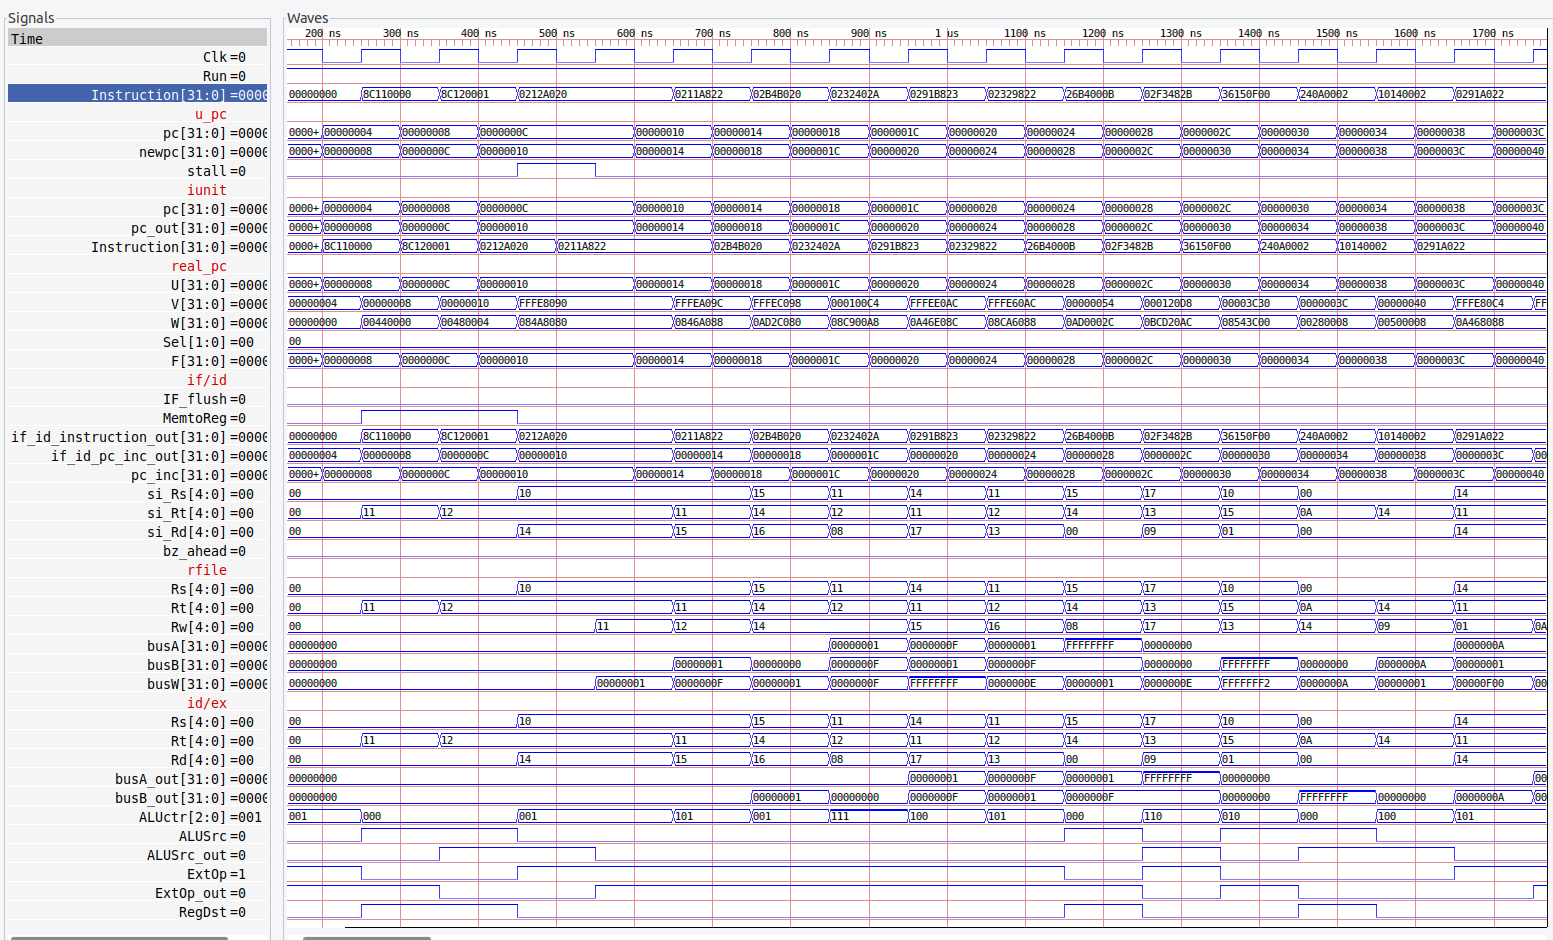 Signals
Waves
Time
200 ns 300 ns 400 ns 500 ns 600 ns 700 ns 800 ns 900 ns 1 us 1100 ns 1200 ns 1300 ns 1400 ns 1500 ns 1600 ns 1700 ns
Clk=0
Run=0
Instruction[31:0]=0000 00000000 8C110000 8C120001 0212A020 0211A822 02B4B020 0232402A 0291B823 02329822 26B4000B 02F3482B 36150F00 240A0002 10140002 0291A022
u_pc
pc[31:0]=0000 0000+ 00000004 00000008 0000000C 00000010 00000014 00000018 0000001C 00000020 00000024 00000028 0000002C 00000030 00000034 00000038 0000003C
newpc[31:0]=0000 0000+ 00000008 0000000C 00000010 00000014 00000018 0000001C 00000020 00000024 00000028 0000002C 00000030 00000034 00000038 0000003C 00000040
stall=0
iunit
pc[31:0]=0000 0000+ 00000004 00000008 0000000C 00000010 00000014 00000018 0000001C 00000020 00000024 00000028 0000002C 00000030 00000034 00000038 0000003C
pc_out[31:0]=0000 0000+ 00000008 0000000C 00000010 00000014 00000018 0000001C 00000020 00000024 00000028 0000002C 00000030 00000034 00000038 0000003C 00000040
Instruction[31:0]=0000 0000+ 8C110000 8C120001 0212A020 0211A822 02B4B020 0232402A 0291B823 02329822 26B4000B 02F3482B 36150F00 240A0002 10140002 0291A022
real_pc
U[31:0]=0000 0000+ 00000008 0000000C 00000010 00000014 00000018 0000001C 00000020 00000024 00000028 0000002C 00000030 00000034 00000038 0000003C 00000040
V[31:0]=0000 00000004 00000008 00000010 FFFE8090 FFFEA09C FFFEC098 000100C4 FFFEE0AC FFFE60AC 00000054 000120D8 00003C30 0000003C 00000040 FFFE80C4 FF
W[31:0]=0000 00000000 00440000 00480004 084A8080 0846A088 0AD2C080 08C900A8 0A46E08C 08CA6088 0AD0002C 0BCD20AC 08543C00 00280008 00500008 0A468088
Sel[1:0]=00 00
F[31:0]=0000 0000+ 00000008 0000000C 00000010 00000014 00000018 0000001C 00000020 00000024 00000028 0000002C 00000030 00000034 00000038 0000003C 00000040
if/id
IF_flush=0
MemtoReg=0
if_id_instruction_out[31:0]=0000 00000000 8C110000 8C120001 0212A020 0211A822 02B4B020 0232402A 0291B823 02329822 26B4000B 02F3482B 36150F00 240A0002 10140002 0291A022
if_id_pc_inc_out[31:0]=0000 00000004 00000008 0000000C 00000010 00000014 00000018 0000001C 00000020 00000024 00000028 0000002C 00000030 00000034 00000038 0000003C 00
pc_inc[31:0]=0000 0000+ 00000008 0000000C 00000010 00000014 00000018 0000001C 00000020 00000024 00000028 0000002C 00000030 00000034 00000038 0000003C 00000040
si_Rs[4:0]=00 00 10 15 11 14 11 15 17 10 00 14
si_Rt[4:0]=00 00 11 12 11 14 12 11 12 14 13 15 0A 14 11
si_Rd[4:0]=00 00 14 15 16 08 17 13 00 09 01 00 14
bz_ahead=0
rfile
Rs[4:0]=00 00 10 15 11 14 11 15 17 10 00 14
Rt[4:0]=00 00 11 12 11 14 12 11 12 14 13 15 0A 14 11
Rw[4:0]=00 00 11 12 14 15 16 08 17 13 14 09 01 0A
busA[31:0]=0000 00000000 00000001 0000000F 00000001 FFFFFFFF 00000000 0000000A
busB[31:0]=0000 00000000 00000001 00000000 0000000F 00000001 0000000F 00000000 FFFFFFFF 00000000 0000000A 00000001
busW[31:0]=0000 00000000 00000001 0000000F 00000001 0000000F FFFFFFFF 0000000E 00000001 0000000E FFFFFFF2 0000000A 00000001 00000F00 00
id/ex
Rs[4:0]=00 00 10 15 11 14 11 15 17 10 00 14
Rt[4:0]=00 00 11 12 11 14 12 11 12 14 13 15 0A 14 11
Rd[4:0]=00 00 14 15 16 08 17 13 00 09 01 00 14
busA_out[31:0]=0000 00000000 00000001 0000000F 00000001 FFFFFFFF 00000000 00
busB_out[31:0]=0000 00000000 00000001 00000000 0000000F 00000001 0000000F 00000000 FFFFFFFF 00000000 0000000A 00
ALUctr[2:0]=001 001 000 001 101 001 111 100 101 000 110 010 000 100 101
ALUSrc=0
ALUSrc_out=0
ExtOp=1
ExtOp_out=0
RegDst=0